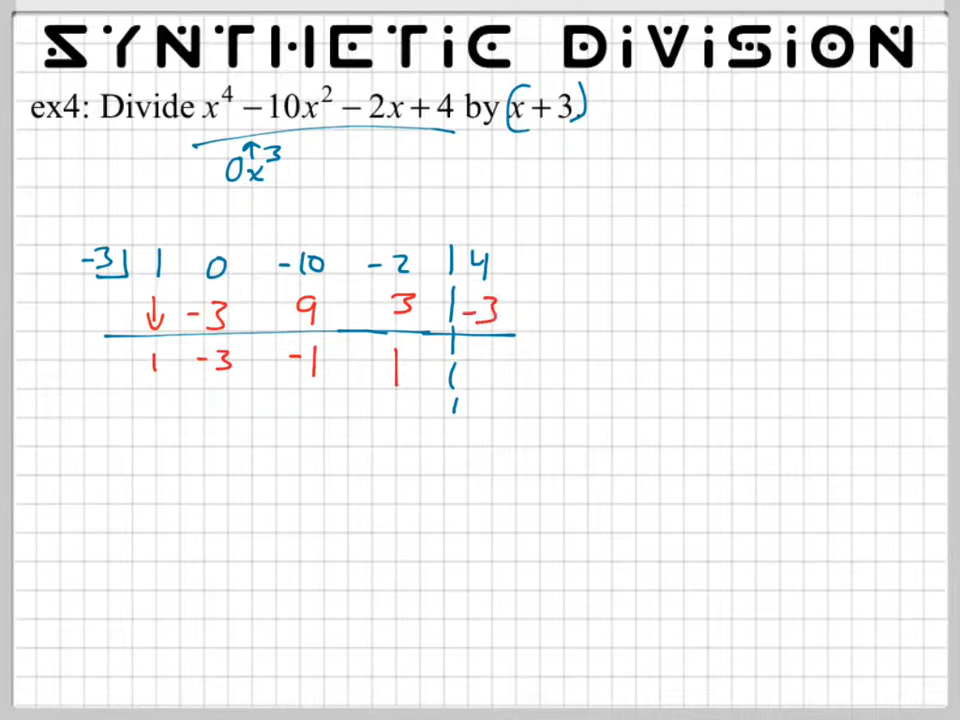 SYNTHETiC DiViSiON
ex4: Divide x⁴ − 10x² − 2x + 4 by (x + 3.)
0x³
-3 1 0 -10 -2 | 4
↓ -3 9 3 | -3
1 -3 -1 1